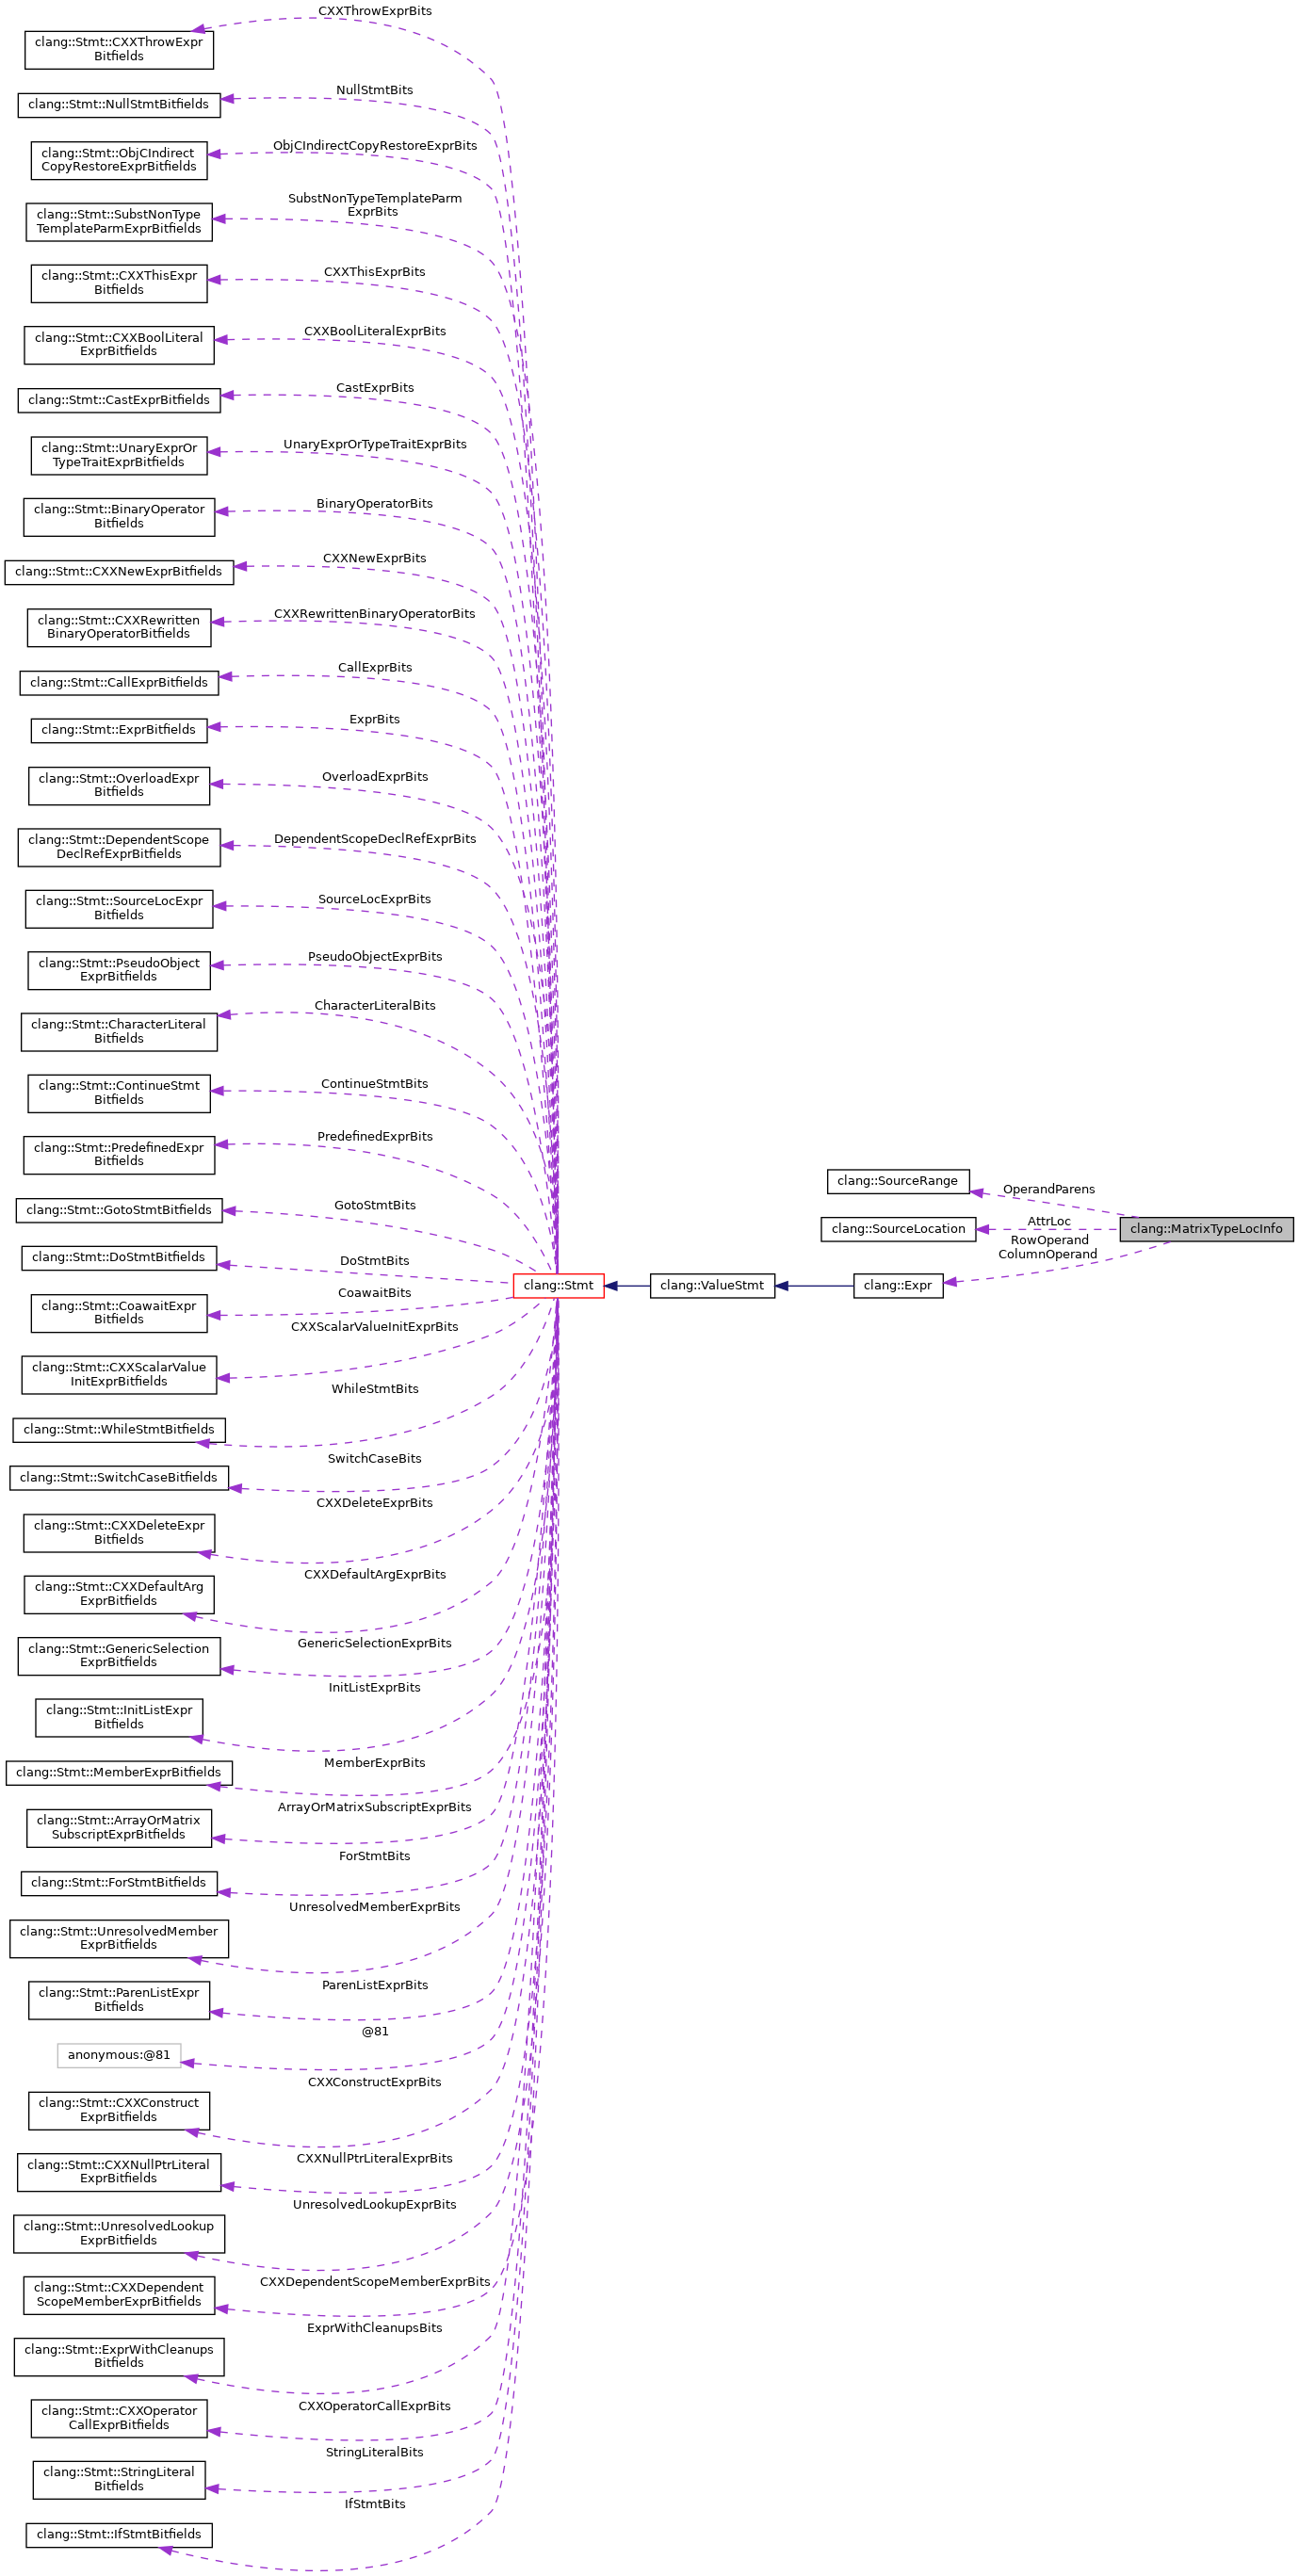 CXXThrowExprBits
clang::Stmt::CXXThrowExpr
Bitfields
NullStmtBits
clang::Stmt::NullStmtBitfields
ObjCIndirectCopyRestoreExprBits
clang::Stmt::ObjCIndirect
CopyRestoreExprBitfields
SubstNonTypeTemplateParm
ExprBits
clang::Stmt::SubstNonType
TemplateParmExprBitfields
CXXThisExprBits
clang::Stmt::CXXThisExpr
Bitfields
CXXBoolLiteralExprBits
clang::Stmt::CXXBoolLiteral
ExprBitfields
CastExprBits
clang::Stmt::CastExprBitfields
UnaryExprOrTypeTraitExprBits
clang::Stmt::UnaryExprOr
TypeTraitExprBitfields
BinaryOperatorBits
clang::Stmt::BinaryOperator
Bitfields
CXXNewExprBits
clang::Stmt::CXXNewExprBitfields
CXXRewrittenBinaryOperatorBits
clang::Stmt::CXXRewritten
BinaryOperatorBitfields
CallExprBits
clang::Stmt::CallExprBitfields
ExprBits
clang::Stmt::ExprBitfields
OverloadExprBits
clang::Stmt::OverloadExpr
Bitfields
DependentScopeDeclRefExprBits
clang::Stmt::DependentScope
DeclRefExprBitfields
SourceLocExprBits
clang::Stmt::SourceLocExpr
Bitfields
PseudoObjectExprBits
clang::Stmt::PseudoObject
ExprBitfields
CharacterLiteralBits
clang::Stmt::CharacterLiteral
Bitfields
ContinueStmtBits
clang::Stmt::ContinueStmt
Bitfields
PredefinedExprBits
clang::Stmt::PredefinedExpr
Bitfields
GotoStmtBits
clang::Stmt::GotoStmtBitfields
DoStmtBits
clang::Stmt::DoStmtBitfields
CoawaitBits
clang::Stmt::CoawaitExpr
Bitfields
CXXScalarValueInitExprBits
clang::Stmt::CXXScalarValue
InitExprBitfields
WhileStmtBits
clang::Stmt::WhileStmtBitfields
SwitchCaseBits
clang::Stmt::SwitchCaseBitfields
CXXDeleteExprBits
clang::Stmt::CXXDeleteExpr
Bitfields
CXXDefaultArgExprBits
clang::Stmt::CXXDefaultArg
ExprBitfields
GenericSelectionExprBits
clang::Stmt::GenericSelection
ExprBitfields
InitListExprBits
clang::Stmt::InitListExpr
Bitfields
MemberExprBits
clang::Stmt::MemberExprBitfields
ArrayOrMatrixSubscriptExprBits
clang::Stmt::ArrayOrMatrix
SubscriptExprBitfields
ForStmtBits
clang::Stmt::ForStmtBitfields
UnresolvedMemberExprBits
clang::Stmt::UnresolvedMember
ExprBitfields
ParenListExprBits
clang::Stmt::ParenListExpr
Bitfields
@81
anonymous:@81
CXXConstructExprBits
clang::Stmt::CXXConstruct
ExprBitfields
CXXNullPtrLiteralExprBits
clang::Stmt::CXXNullPtrLiteral
ExprBitfields
UnresolvedLookupExprBits
clang::Stmt::UnresolvedLookup
ExprBitfields
CXXDependentScopeMemberExprBits
clang::Stmt::CXXDependent
ScopeMemberExprBitfields
ExprWithCleanupsBits
clang::Stmt::ExprWithCleanups
Bitfields
CXXOperatorCallExprBits
clang::Stmt::CXXOperator
CallExprBitfields
StringLiteralBits
clang::Stmt::StringLiteral
Bitfields
IfStmtBits
clang::Stmt::IfStmtBitfields
clang::Stmt
clang::ValueStmt
clang::Expr
clang::SourceRange
OperandParens
clang::SourceLocation
AttrLoc
clang::MatrixTypeLocInfo
RowOperand
ColumnOperand